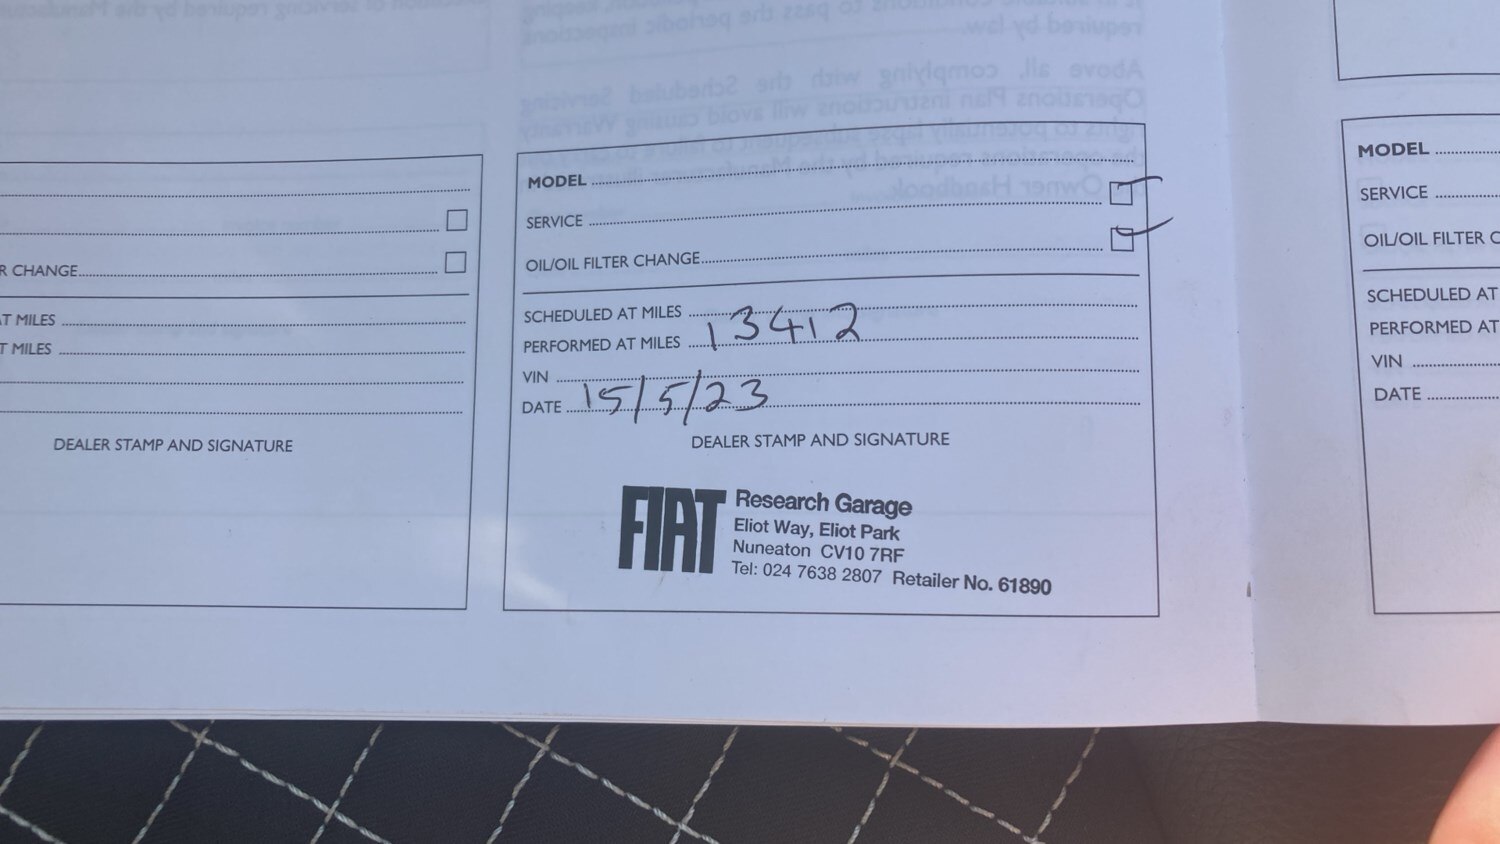 MODEL
SERVICE
OIL/OIL FILTER CHANGE
SCHEDULED AT MILES
PERFORMED AT MILES 13412
VIN
DATE 15/5/23
DEALER STAMP AND SIGNATURE
FIAT
Research Garage
Eliot Way, Eliot Park
Nuneaton CV10 7RF
Tel: 024 7638 2807 Retailer No. 61890
R CHANGE
AT MILES
T MILES
DEALER STAMP AND SIGNATURE
MODEL
SERVICE
OIL/OIL FILTER C
SCHEDULED AT
PERFORMED AT
VIN
DATE